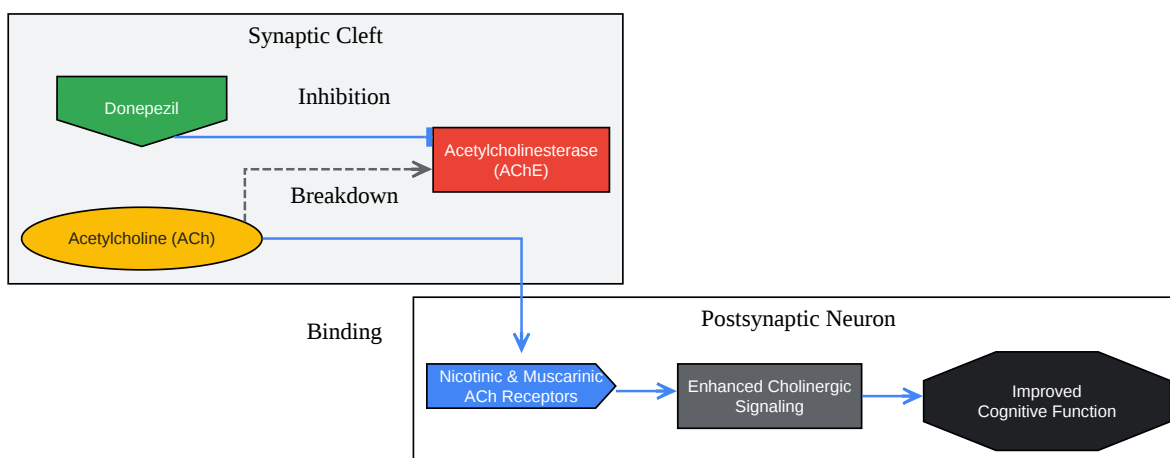 Synaptic Cleft
Donepezil
Inhibition
Acetylcholinesterase
(AChE)
Breakdown
Acetylcholine (ACh)
Binding
Postsynaptic Neuron
Nicotinic & Muscarinic
ACh Receptors
Enhanced Cholinergic
Signaling
Improved
Cognitive Function